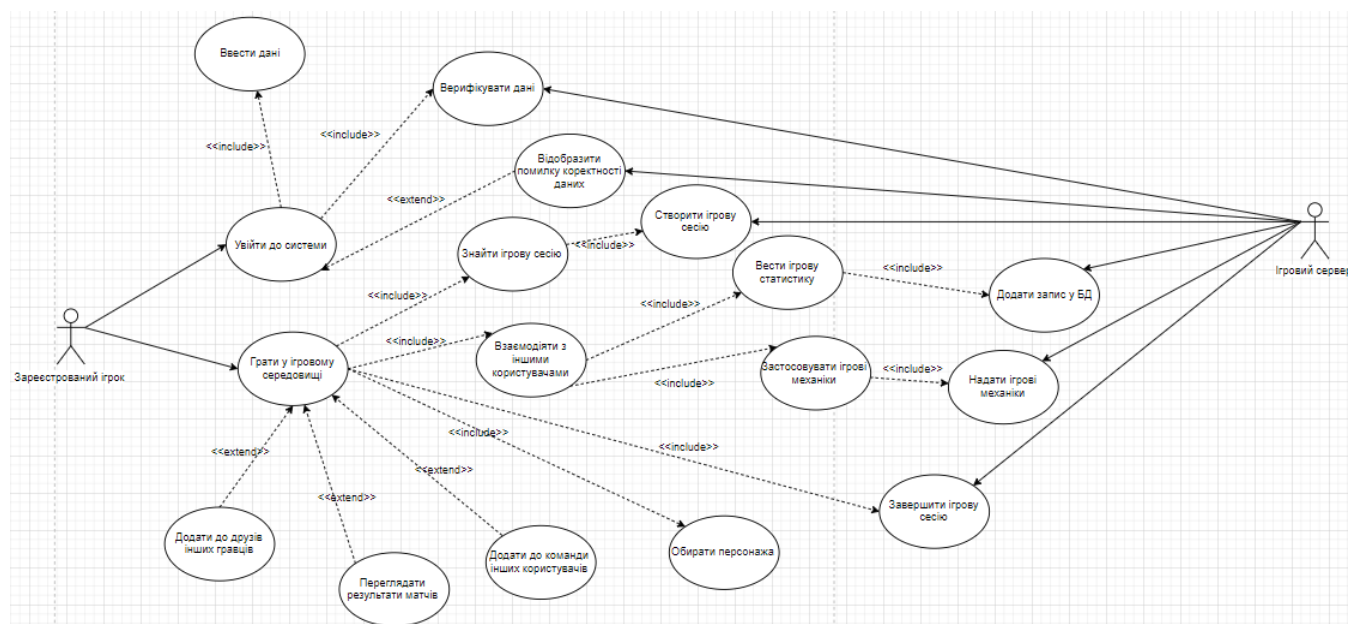 Ввести дані
Верифікувати дані
<<include>>
<<include>>
Відобразити
помилку коректності
даних
<<extend>>
Створити ігрову
сесію
Увійти до системи
Знайти ігрову сесію
<<include>>
Вести ігрову
статистику
<<include>>
Ігровий сервер
Додати запис у БД
<<include>>
<<include>>
Зареєстрований ігрок
Грати у ігровому
середовищі
<<include>>
Взаємодіяти з
іншими
користувачами
Застосовувати ігрові
механіки
<<include>>
<<include>>
Надати ігрові
механіки
<<include>>
<<include>>
<<extend>>
<<extend>>
<<extend>>
Завершити ігрову
сесію
Додати до друзів
інших гравців
Переглядати
результати матчів
Додати до команди
інших користувачів
Обирати персонажа